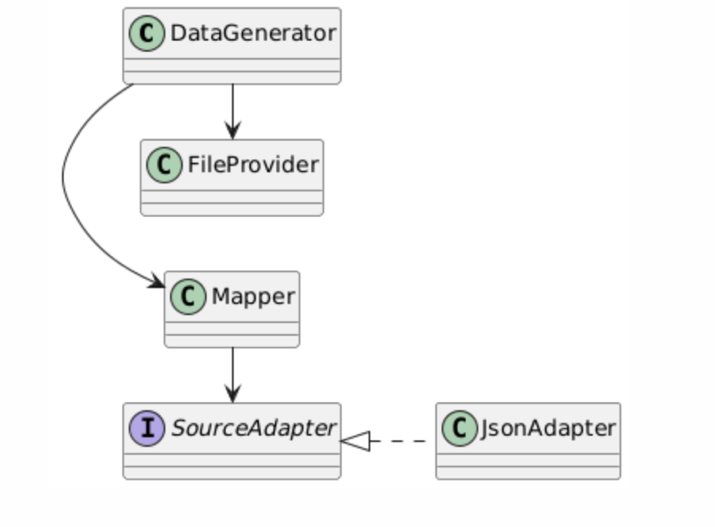 C DataGenerator
C FileProvider
C Mapper
I SourceAdapter
C JsonAdapter